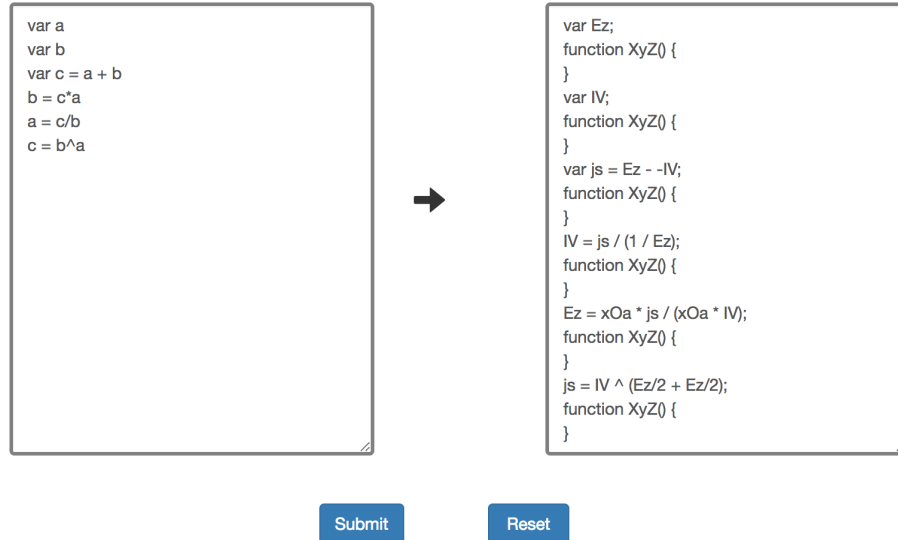 var a
var b
var c = a + b
b = c*a
a = c/b
c = b^a
var Ez;
function XyZ() {
}
var IV;
function XyZ() {
}
var js = Ez - -IV;
function XyZ() {
}
IV = js / (1 / Ez);
function XyZ() {
}
Ez = xOa * js / (xOa * IV);
function XyZ() {
}
js = IV ^ (Ez/2 + Ez/2);
function XyZ() {
}
Submit
Reset